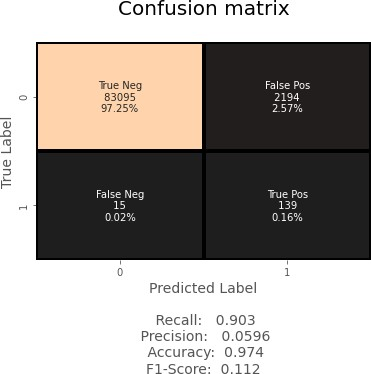 Confusion matrix
True Label
0
True Neg
83095
97.25%
False Pos
2194
2.57%
1
False Neg
15
0.02%
True Pos
139
0.16%
0
1
Predicted Label
Recall: 0.903
Precision: 0.0596
Accuracy: 0.974
F1-Score: 0.112